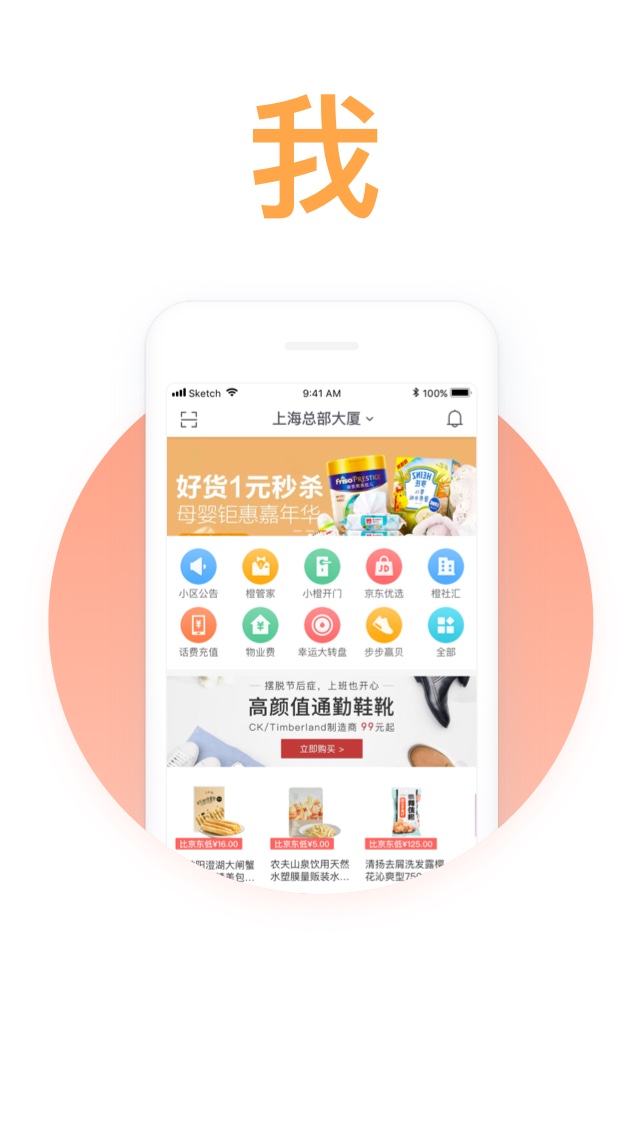 我
Sketch 9:41 AM 100%
上海总部大厦
好货1元秒杀
母婴钜惠嘉年华
Friso PRESTIGE
HEINZ
小区公告 橙管家 小橙开门 京东优选 橙社汇
JD
话费充值 物业费 幸运大转盘 步步赢贝 全部
摆脱节后症，上班也开心
高颜值通勤鞋靴
CK/Timberland制造商 99元起
立即购买 >
比京东低¥16.00 比京东低¥5.00 比京东低¥125.00
阳澄湖大闸蟹 农夫山泉饮用天然 清扬去屑洗发露樱
美包... 水塑膜量贩装水... 花沁爽型750